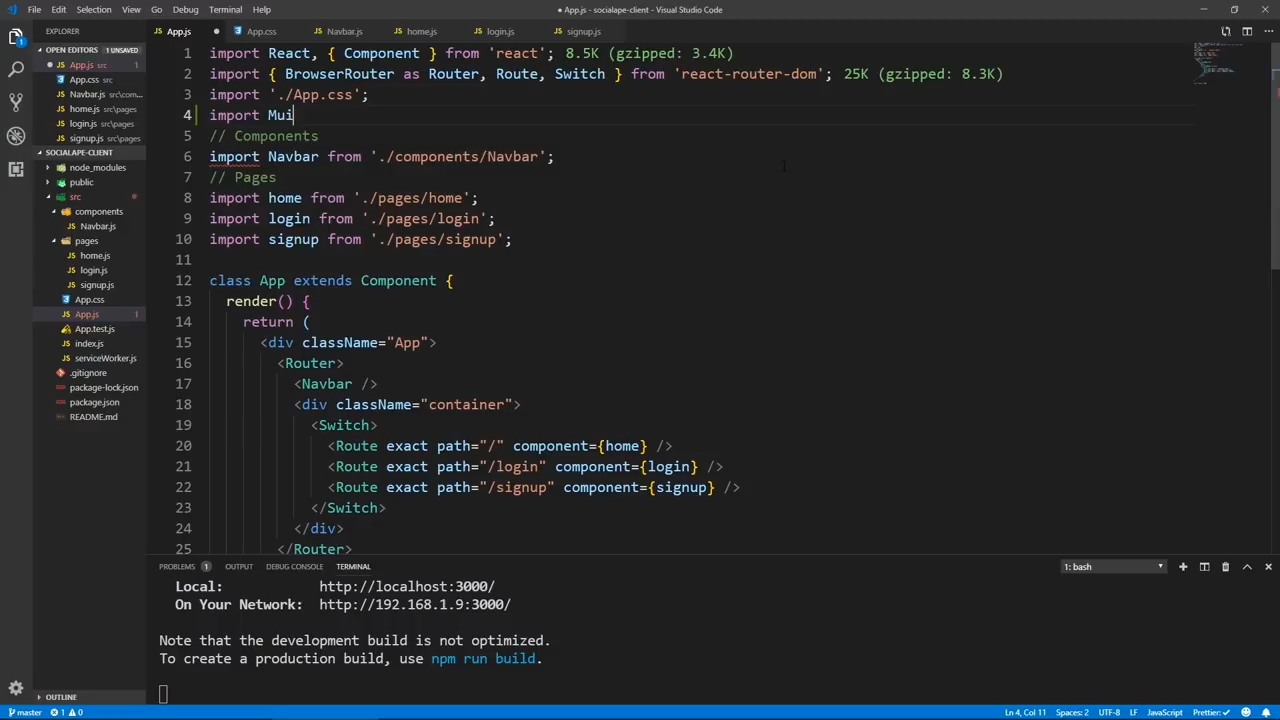 File Edit Selection View Go Debug Terminal Help
● App.js - socialape-client - Visual Studio Code
EXPLORER
App.js ●
App.css
Navbar.js
home.js
login.js
signup.js
OPEN EDITORS 1 UNSAVED
● App.js src 1
App.css src
Navbar.js src\com...
home.js src\pages
login.js src\pages
signup.js src\pages
SOCIALAPE-CLIENT
node_modules
public
src
components
Navbar.js
pages
home.js
login.js
signup.js
App.css
App.js 1
App.test.js
index.js
serviceWorker.js
.gitignore
package-lock.json
package.json
README.md
OUTLINE
1 import React, { Component } from 'react'; 8.5K (gzipped: 3.4K)
2 import { BrowserRouter as Router, Route, Switch } from 'react-router-dom'; 25K (gzipped: 8.3K)
3 import './App.css';
4 import Mui
5 // Components
6 import Navbar from './components/Navbar';
7 // Pages
8 import home from './pages/home';
9 import login from './pages/login';
10 import signup from './pages/signup';
11
12 class App extends Component {
13 render() {
14 return (
15 <div className="App">
16 <Router>
17 <Navbar />
18 <div className="container">
19 <Switch>
20 <Route exact path="/" component={home} />
21 <Route exact path="/login" component={login} />
22 <Route exact path="/signup" component={signup} />
23 </Switch>
24 </div>
25 </Router>
PROBLEMS 1 OUTPUT DEBUG CONSOLE TERMINAL
1: bash
Local: http://localhost:3000/
On Your Network: http://192.168.1.9:3000/
Note that the development build is not optimized.
To create a production build, use npm run build.
master 1 0
Ln 4, Col 11 Spaces: 2 UTF-8 LF JavaScript Prettier: ✓